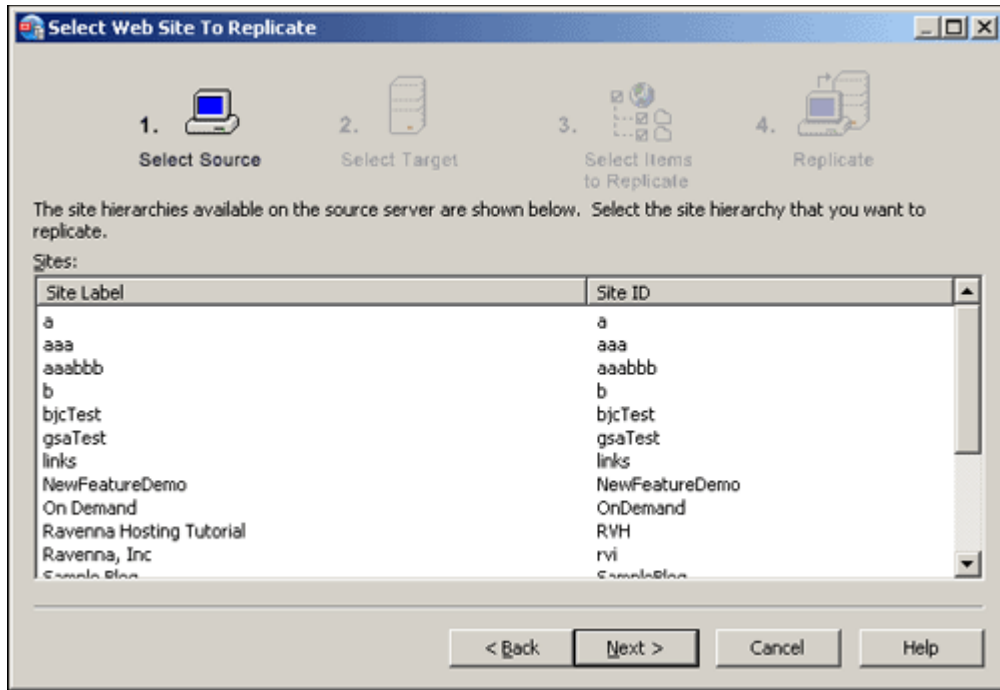 Select Web Site To Replicate
1. Select Source
2. Select Target
3. Select Items
to Replicate
4. Replicate
The site hierarchies available on the source server are shown below. Select the site hierarchy that you want to
replicate.
Sites:
Site Label Site ID
a a
aaa aaa
aaabbb aaabbb
b b
bjcTest bjcTest
gsaTest gsaTest
links links
NewFeatureDemo NewFeatureDemo
On Demand OnDemand
Ravenna Hosting Tutorial RVH
Ravenna, Inc rvi
Sample Blog SampleBlog
< Back Next > Cancel Help